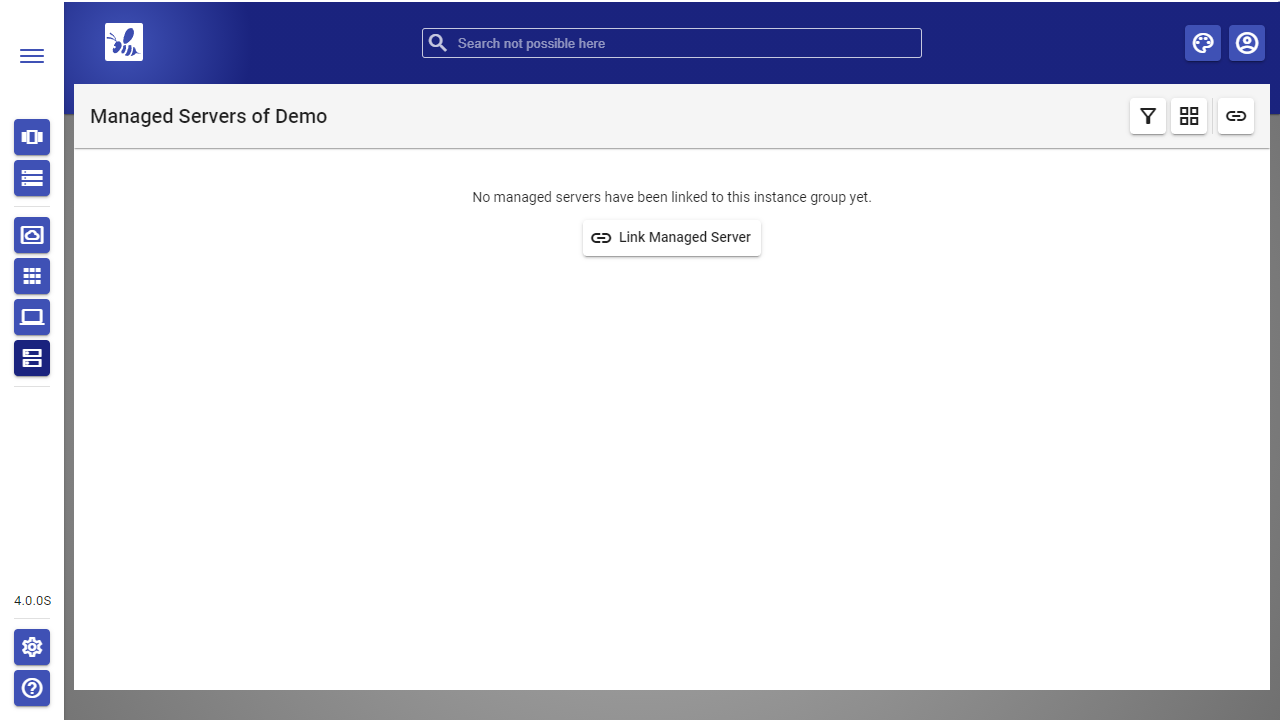 Search not possible here
Managed Servers of Demo
No managed servers have been linked to this instance group yet.
Link Managed Server
4.0.0S